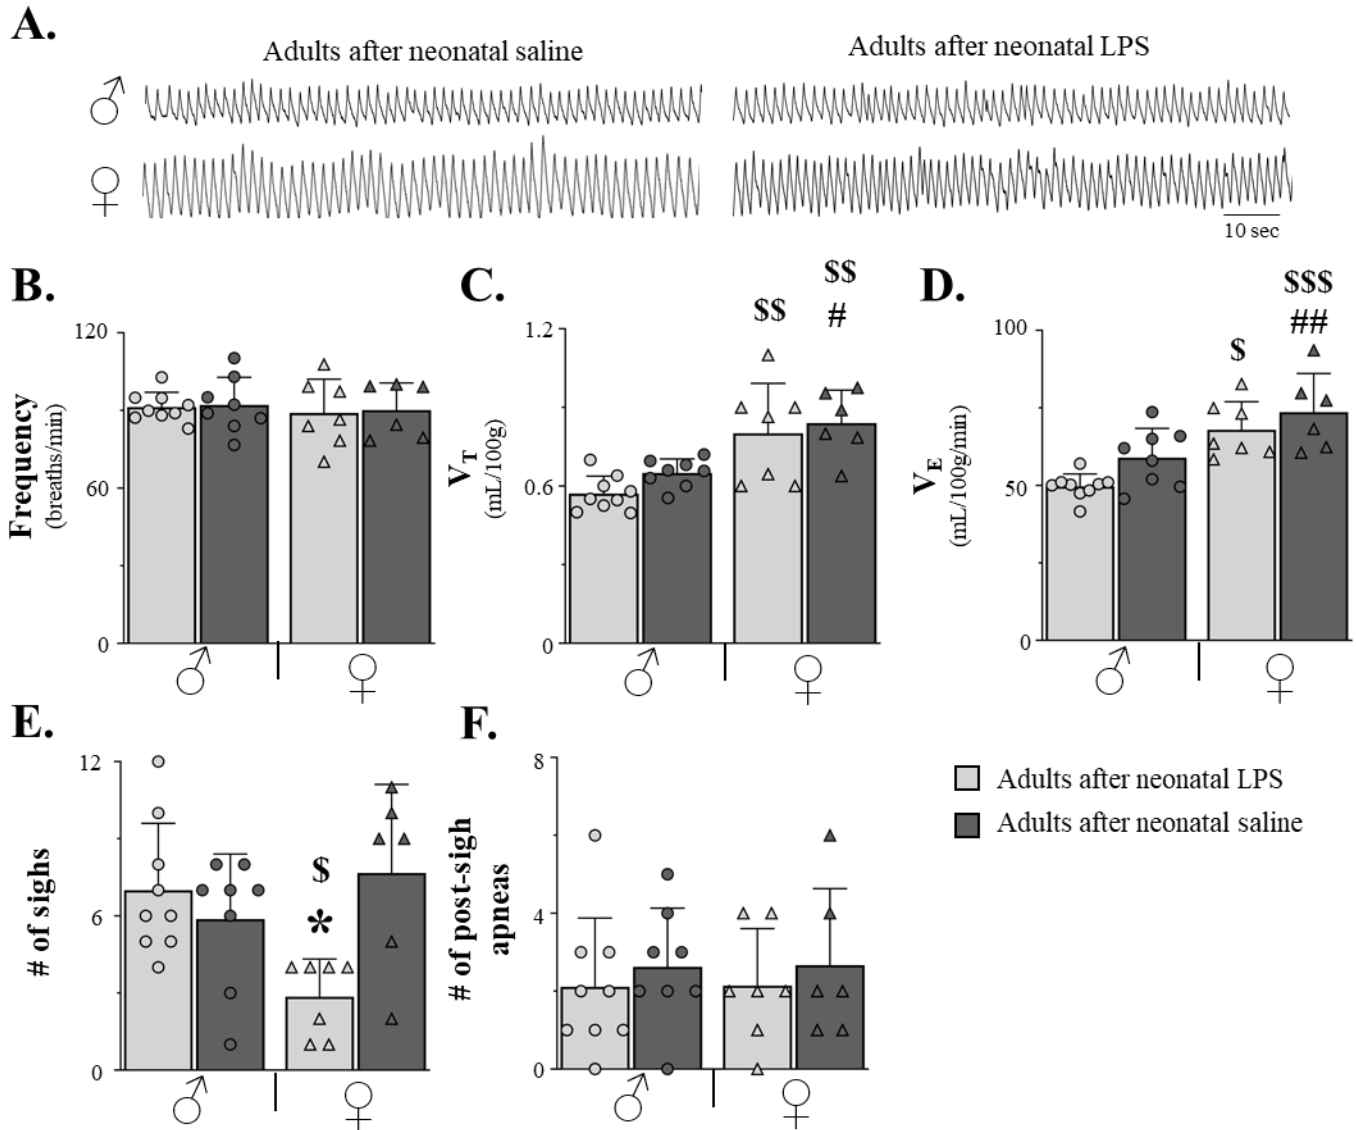 A.
Adults after neonatal saline
Adults after neonatal LPS
♂
♀
10 sec
B.
Frequency
(breaths/min)
120
60
0
♂
♀
C.
V_T
(mL/100g)
1.2
0.6
0
$$
$$
#
♂
♀
D.
V_E
(mL/100g/min)
100
50
0
$
$$$
##
♂
♀
E.
# of sighs
12
6
0
$
*
♂
♀
F.
# of post-sigh
apneas
8
4
0
♂
♀
Adults after neonatal LPS
Adults after neonatal saline